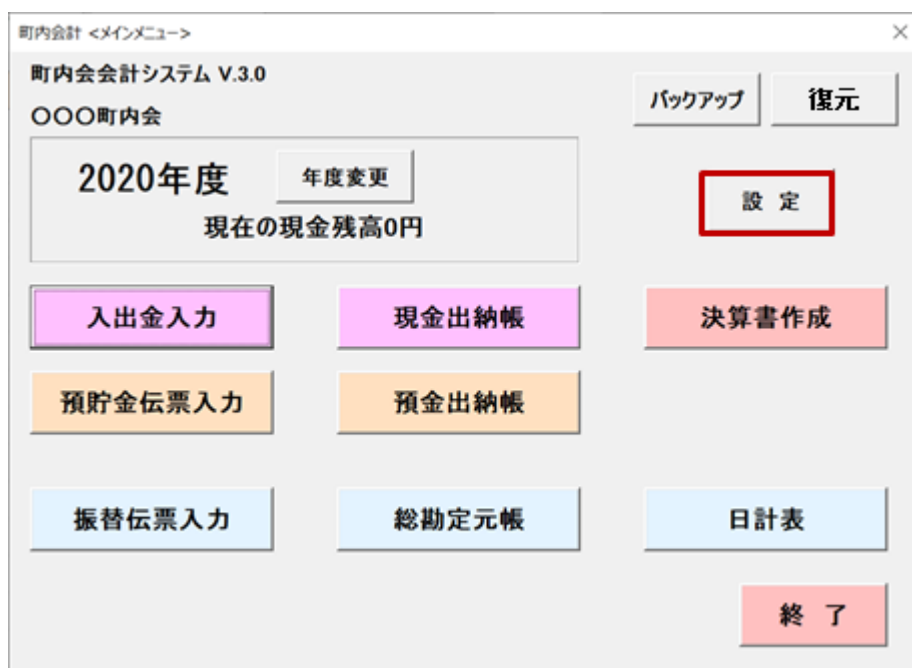 町内会計 <メインメニュー>
町内会会計システム V.3.0
〇〇〇町内会
バックアップ
復元
2020年度
年度変更
現在の現金残高0円
設 定
入出金入力
現金出納帳
決算書作成
預貯金伝票入力
預金出納帳
振替伝票入力
総勘定元帳
日計表
終 了